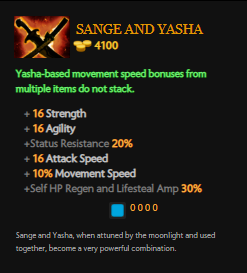 SANGE AND YASHA
4100
Yasha-based movement speed bonuses from
multiple items do not stack.
+ 16 Strength
+ 16 Agility
+Status Resistance 20%
+ 16 Attack Speed
+ 10% Movement Speed
+Self HP Regen and Lifesteal Amp 30%
0 0 0 0
Sange and Yasha, when attuned by the moonlight and used
together, become a very powerful combination.